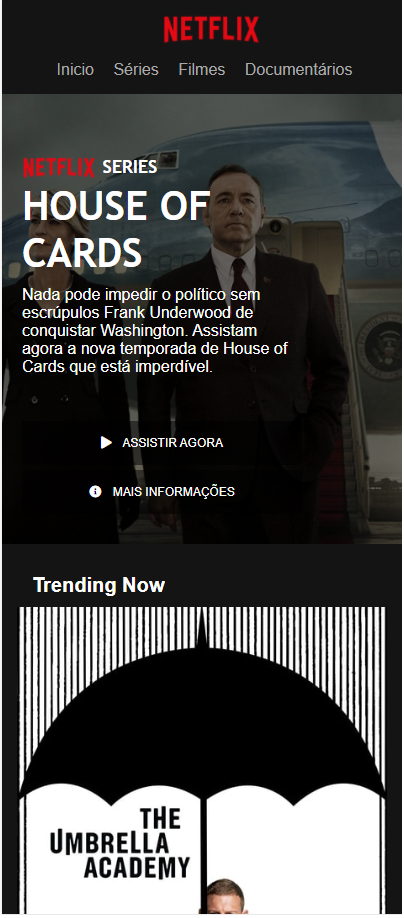 NETFLIX
Inicio Séries Filmes Documentários
NETFLIX SERIES
HOUSE OF
CARDS
Nada pode impedir o político sem
escrúpulos Frank Underwood de
conquistar Washington. Assistam
agora a nova temporada de House of
Cards que está imperdível.
ASSISTIR AGORA
MAIS INFORMAÇÕES
Trending Now
THE
UMBRELLA
ACADEMY